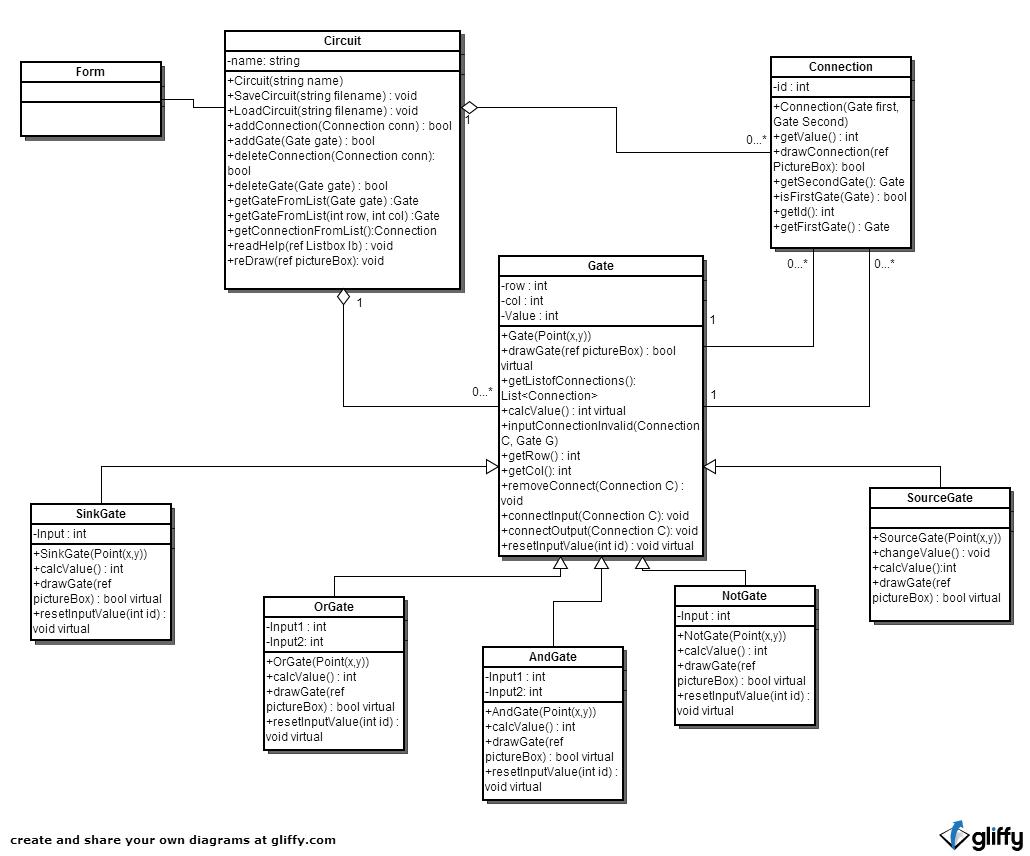 Form
Circuit
-name: string
+Circuit(string name)
+SaveCircuit(string filename) : void
+LoadCircuit(string filename) : void
+addConnection(Connection conn) : bool
+addGate(Gate gate) : bool
+deleteConnection(Connection conn):
bool
+deleteGate(Gate gate) : bool
+getGateFromList(Gate gate) :Gate
+getGateFromList(int row, int col) :Gate
+getConnectionFromList():Connection
+readHelp(ref Listbox lb) : void
+reDraw(ref pictureBox): void
1
1
0...*
Connection
-id : int
+Connection(Gate first,
Gate Second)
+getValue() : int
+drawConnection(ref
PictureBox): bool
+getSecondGate(): Gate
+isFirstGate(Gate) : bool
+getId(): int
+getFirstGate() : Gate
0...*
0...*
1
1
0...*
Gate
-row : int
-col : int
-Value : int
+Gate(Point(x,y))
+drawGate(ref pictureBox) : bool
virtual
+getListofConnections():
List<Connection>
+calcValue() : int virtual
+inputConnectionInvalid(Connection
C, Gate G)
+getRow() : int
+getCol(): int
+removeConnect(Connection C) :
void
+connectInput(Connection C): void
+connectOutput(Connection C): void
+resetInputValue(int id) : void virtual
SinkGate
-Input : int
+SinkGate(Point(x,y))
+calcValue() : int
+drawGate(ref
pictureBox) : bool virtual
+resetInputValue(int id) :
void virtual
OrGate
-Input1 : int
-Input2: int
+OrGate(Point(x,y))
+calcValue() : int
+drawGate(ref
pictureBox) : bool virtual
+resetInputValue(int id) :
void virtual
AndGate
-Input1 : int
-Input2: int
+AndGate(Point(x,y))
+calcValue() : int
+drawGate(ref
pictureBox) : bool virtual
+resetInputValue(int id) :
void virtual
NotGate
-Input : int
+NotGate(Point(x,y))
+calcValue() : int
+drawGate(ref
pictureBox) : bool virtual
+resetInputValue(int id) :
void virtual
SourceGate
+SourceGate(Point(x,y))
+changeValue() : void
+calcValue():int
+drawGate(ref
pictureBox) : bool virtual
create and share your own diagrams at gliffy.com
gliffy